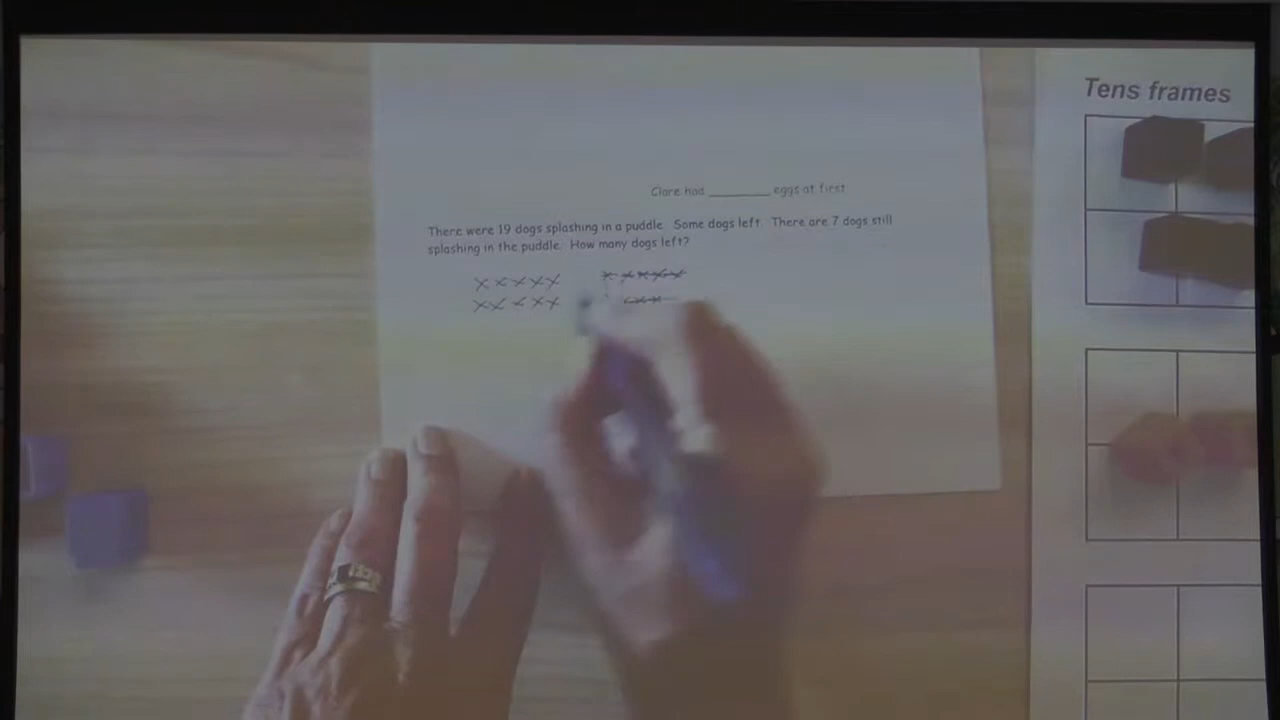 Tens frames
Clare had ________ eggs at first
There were 19 dogs splashing in a puddle. Some dogs left. There are 7 dogs still
splashing in the puddle. How many dogs left?
x x x x x x x x x x
x x x x x x x x